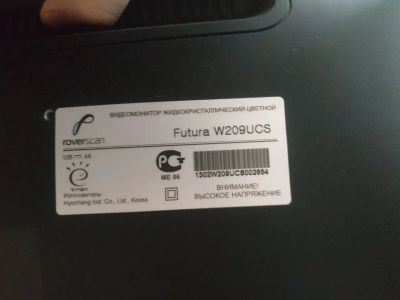 ВИДЕОМОНИТОР ЖИДКОКРИСТАЛЛИЧЕСКИЙ ЦВЕТНОЙ
roverscan
Futura W209UCS
12В 4А
РСТ
МЕ 06
1302W209UCS002654
Изготовитель:
Hyochang Ind. Co., Ltd., Korea
ВНИМАНИЕ!
ВЫСОКОЕ НАПРЯЖЕНИЕ